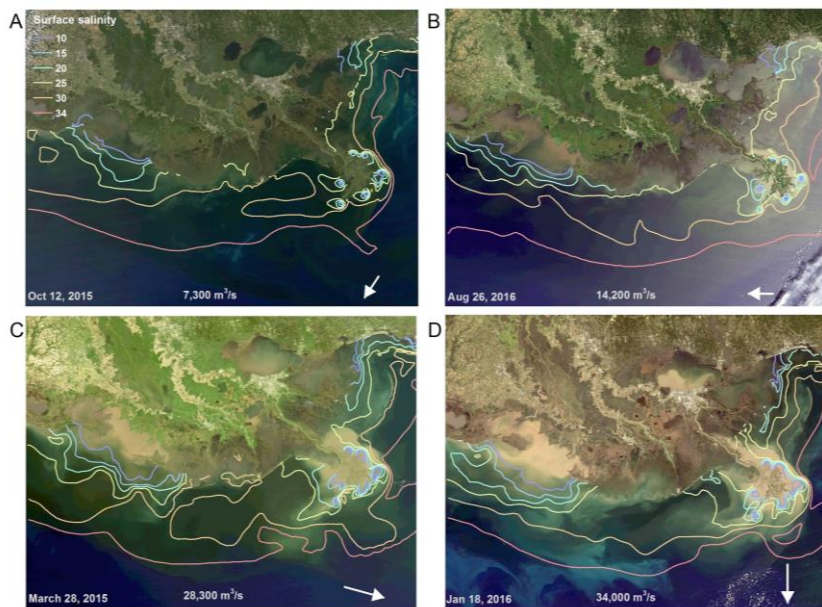 A
Surface salinity
10
15
20
25
30
34
Oct 12, 2015
7,300 m³/s
B
Aug 26, 2016
14,200 m³/s
C
March 28, 2015
28,300 m³/s
D
Jan 18, 2016
34,000 m³/s